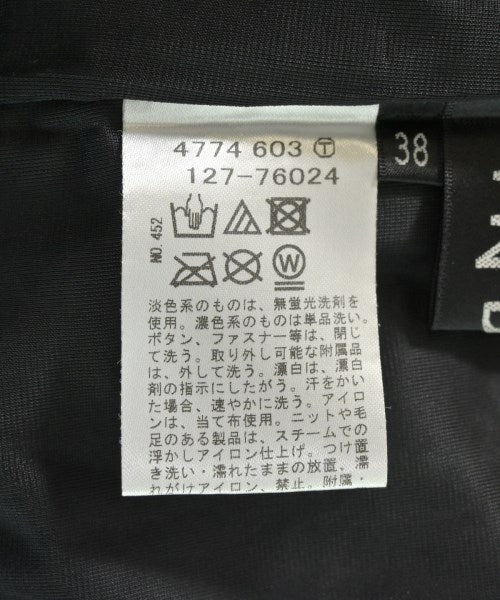 4774 603 Ⓣ
127-76024
38
NO. 452
W
淡色系のものは、無蛍光洗剤を
使用。濃色系のものは単品洗い。
ボタン、ファスナー等は、閉じ
て洗う。取り外し可能な附属品
は、外して洗う。漂白は、漂白
剤の指示にしたがう。汗をかい
た場合、速やかに洗う。アイロ
ンは、当て布使用。ニットや毛
足のある製品は、スチームでの
浮かしアイロン仕上げ。つけ置
き洗い・濡れたままの放置、濡
れがけアイロン、禁止。附属・